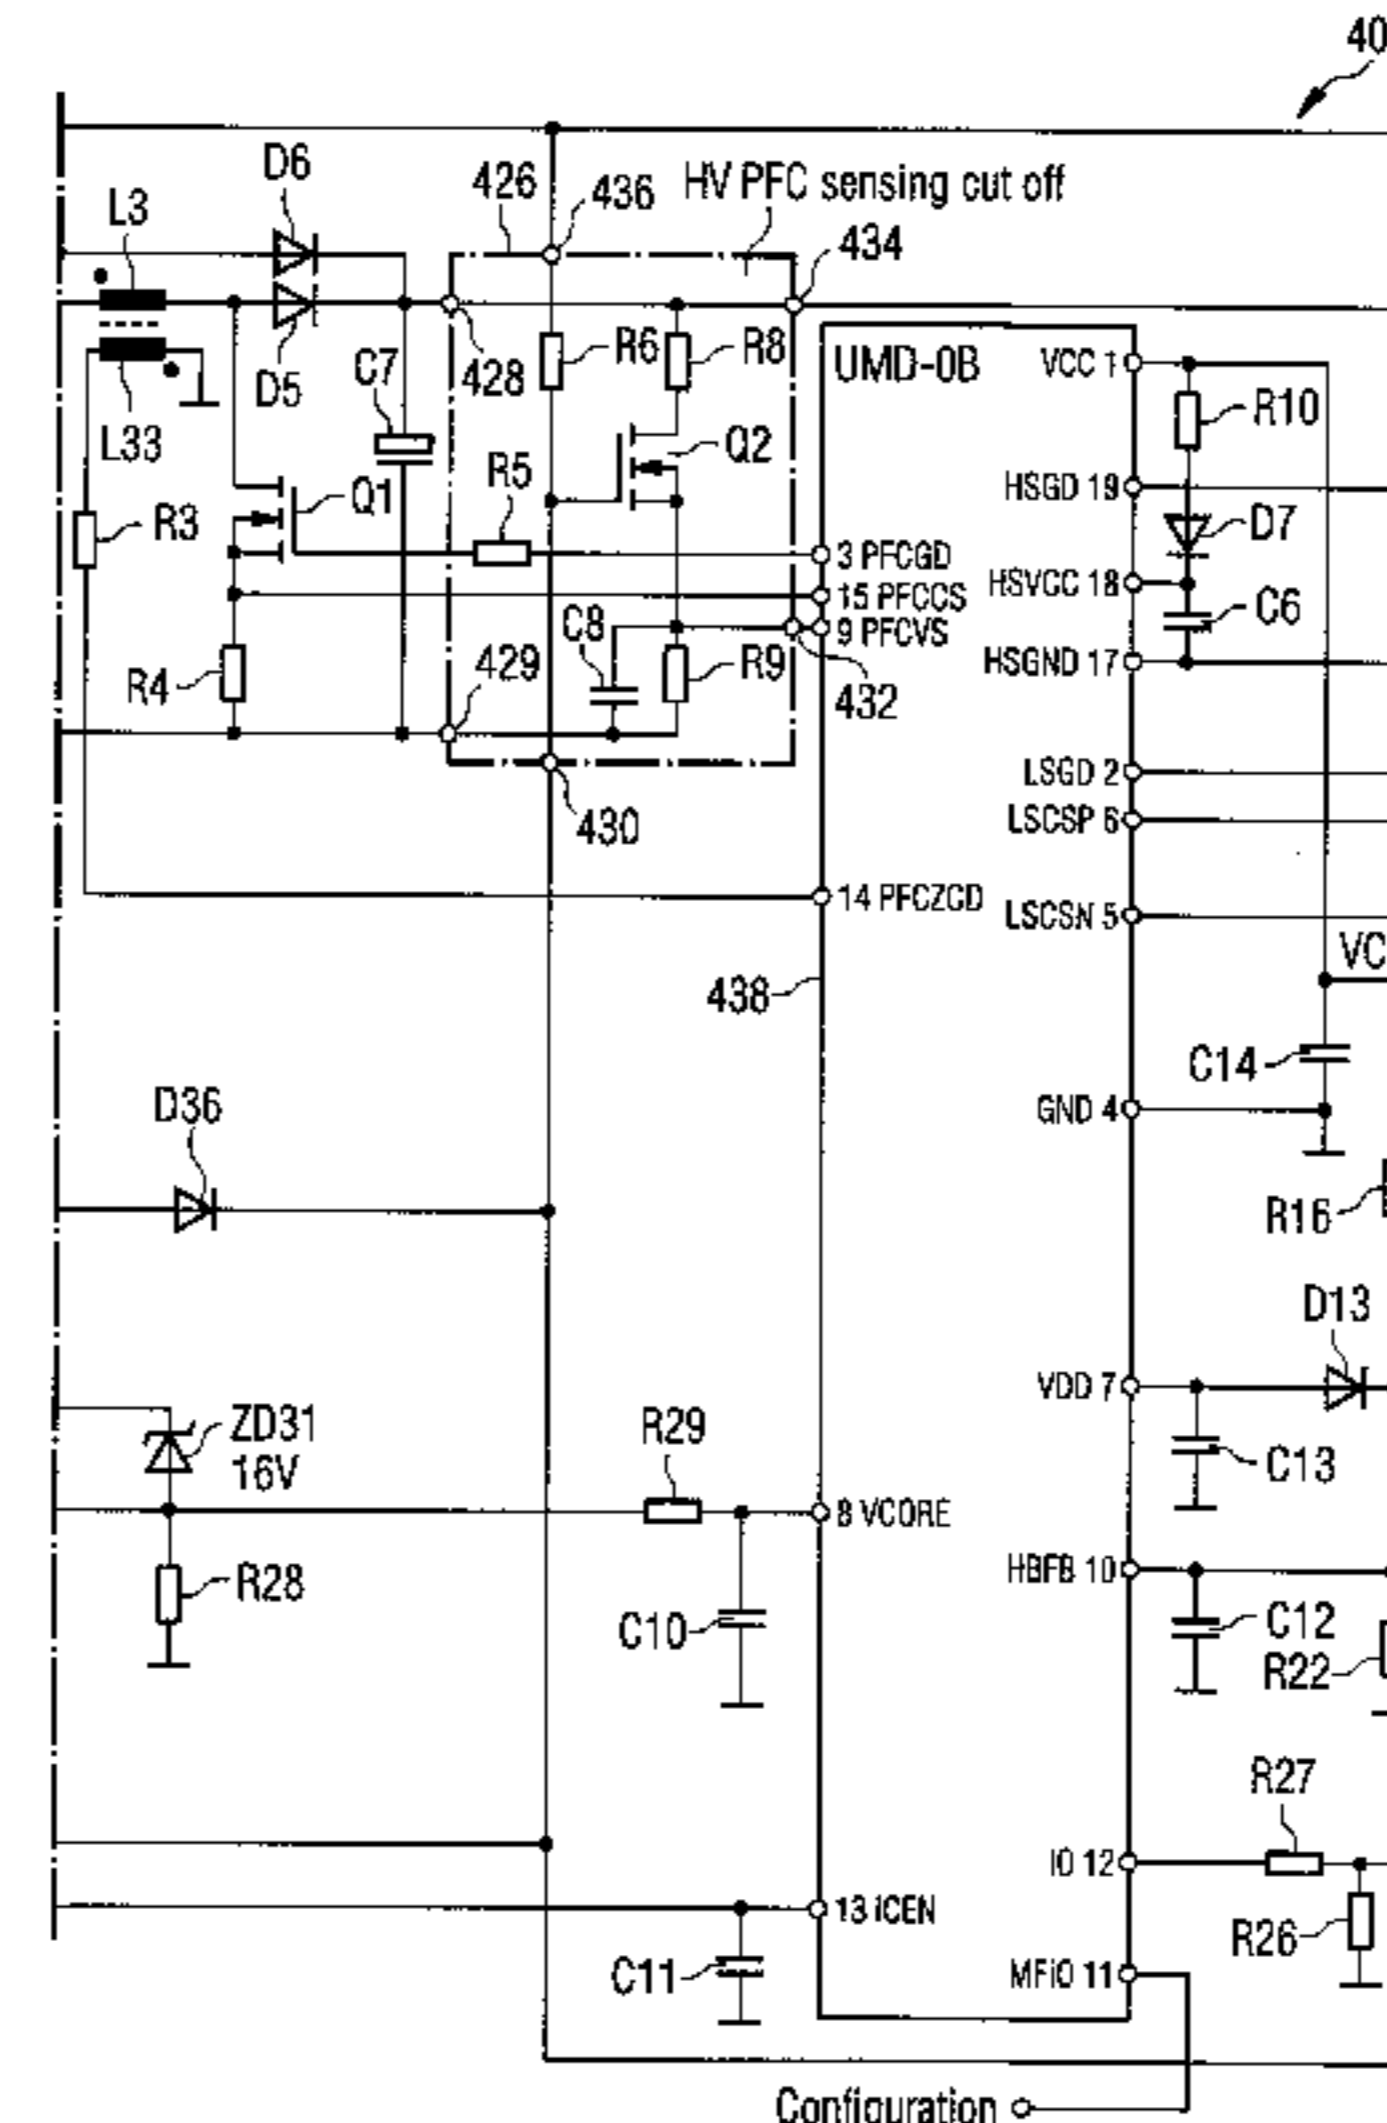 40
D6
426
436
HV PFC sensing cut off
L3
434
R6
R8
UMD-0B
VCC 1
428
C7
D5
R10
L33
Q2
R5
HSGD 19
Q1
R3
D7
3 PFCGD
15 PFCCS
HSVCC 18
C6
C8
9 PFCVS
HSGND 17
429
R9
R4
432
LSGD 2
LSCSP 6
430
14 PFCZCD
LSCSN 5
VC
438
C14
D36
GND 4
R16
D13
VDD 7
ZD31
16V
R29
C13
8 VCORE
HBFB 10
R28
C10
C12
R22
R27
IO 12
13 ICEN
R26
C11
MFiO 11
Configuration